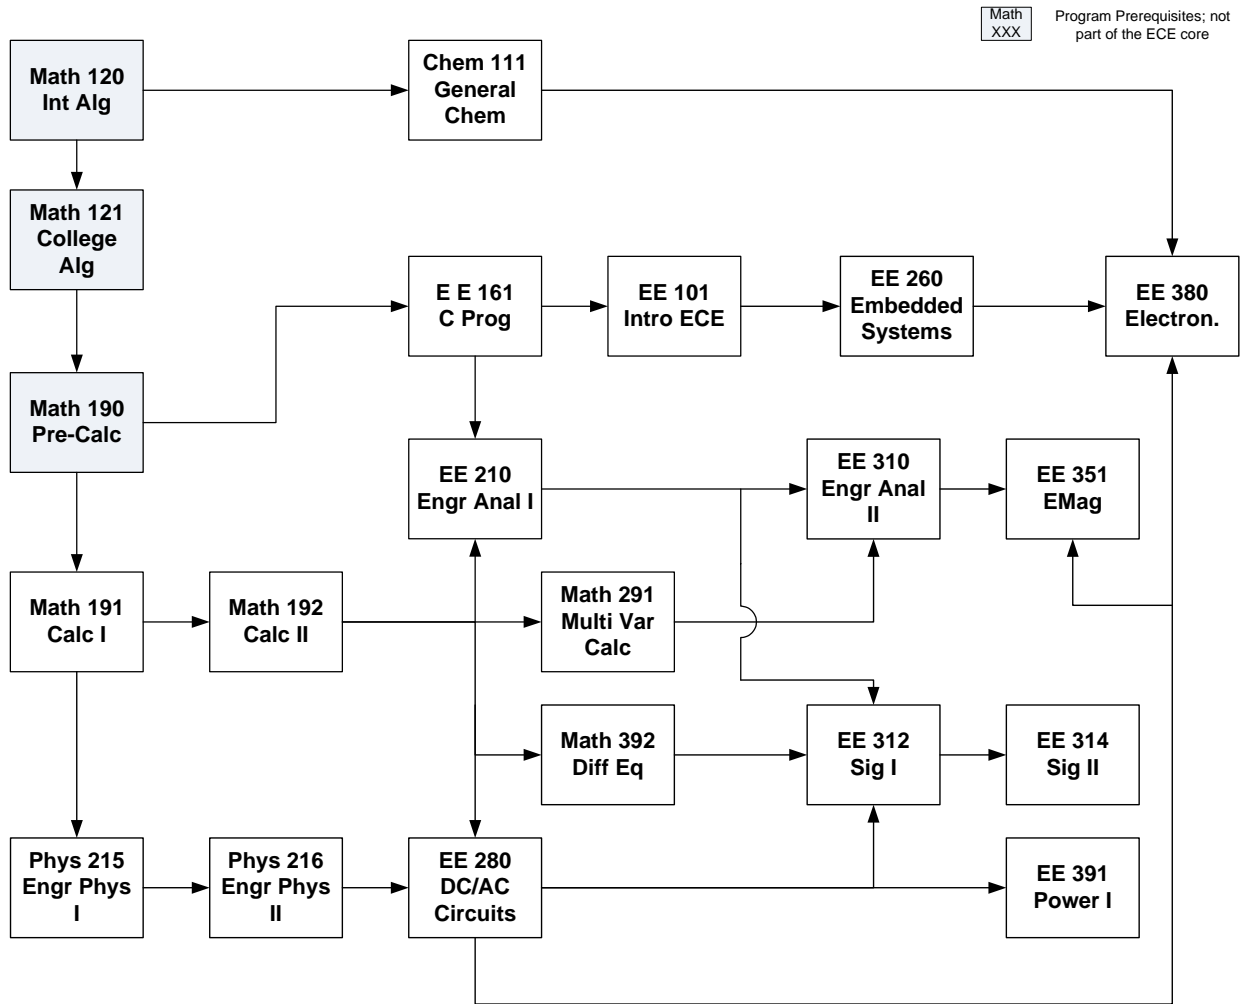 Math
XXX
Program Prerequisites; not
part of the ECE core
Math 120
Int Alg
Chem 111
General
Chem
Math 121
College
Alg
E E 161
C Prog
EE 101
Intro ECE
EE 260
Embedded
Systems
EE 380
Electron.
Math 190
Pre-Calc
EE 210
Engr Anal I
EE 310
Engr Anal
II
EE 351
EMag
Math 191
Calc I
Math 192
Calc II
Math 291
Multi Var
Calc
Math 392
Diff Eq
EE 312
Sig I
EE 314
Sig II
Phys 215
Engr Phys
I
Phys 216
Engr Phys
II
EE 280
DC/AC
Circuits
EE 391
Power I